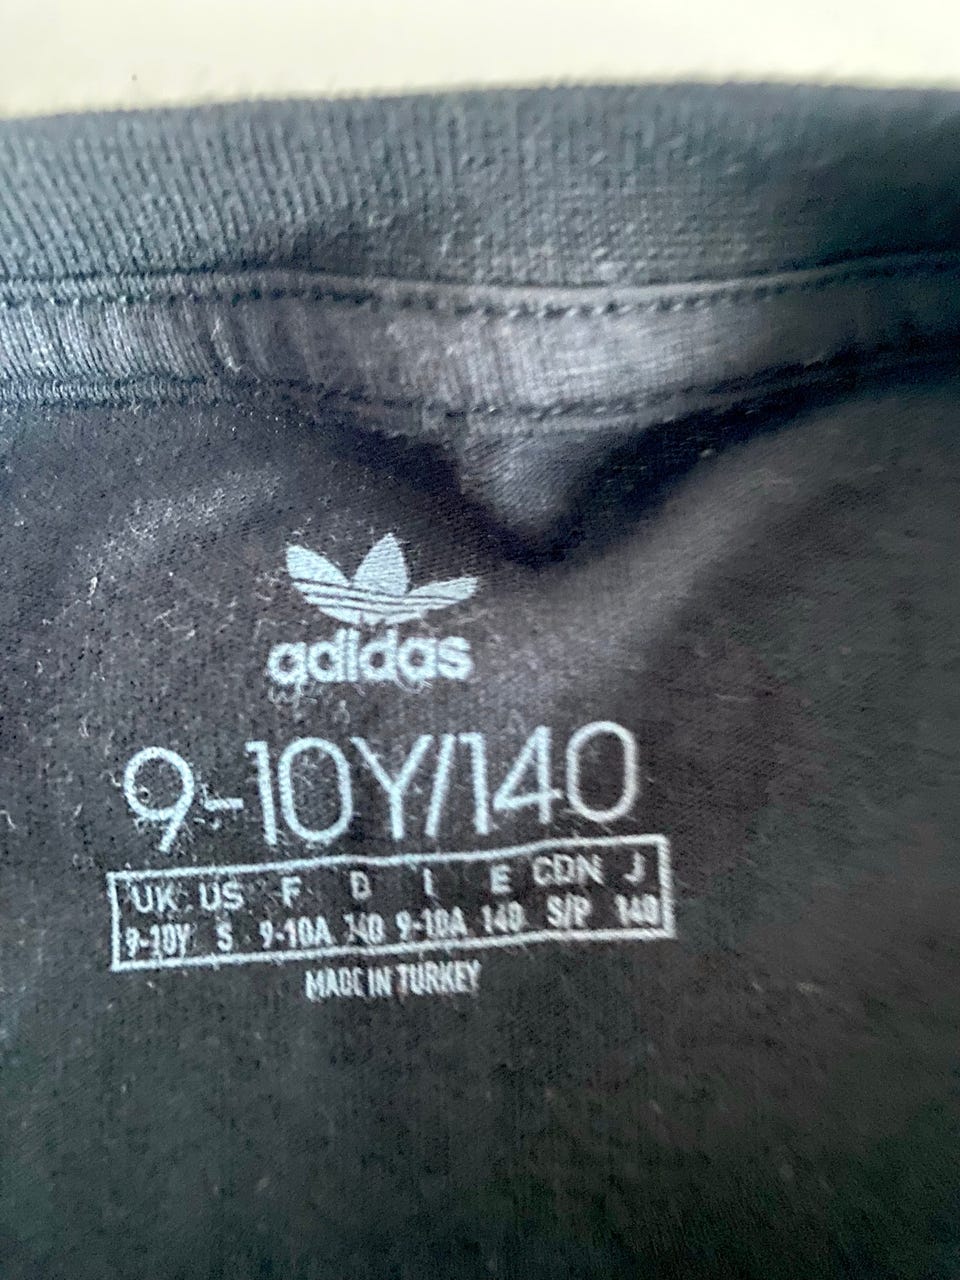 adidas
9-10Y/140
UK US F D I E CDN J
9-10Y S 9-10A 140 9-10A 140 S/P 140
MADE IN TURKEY